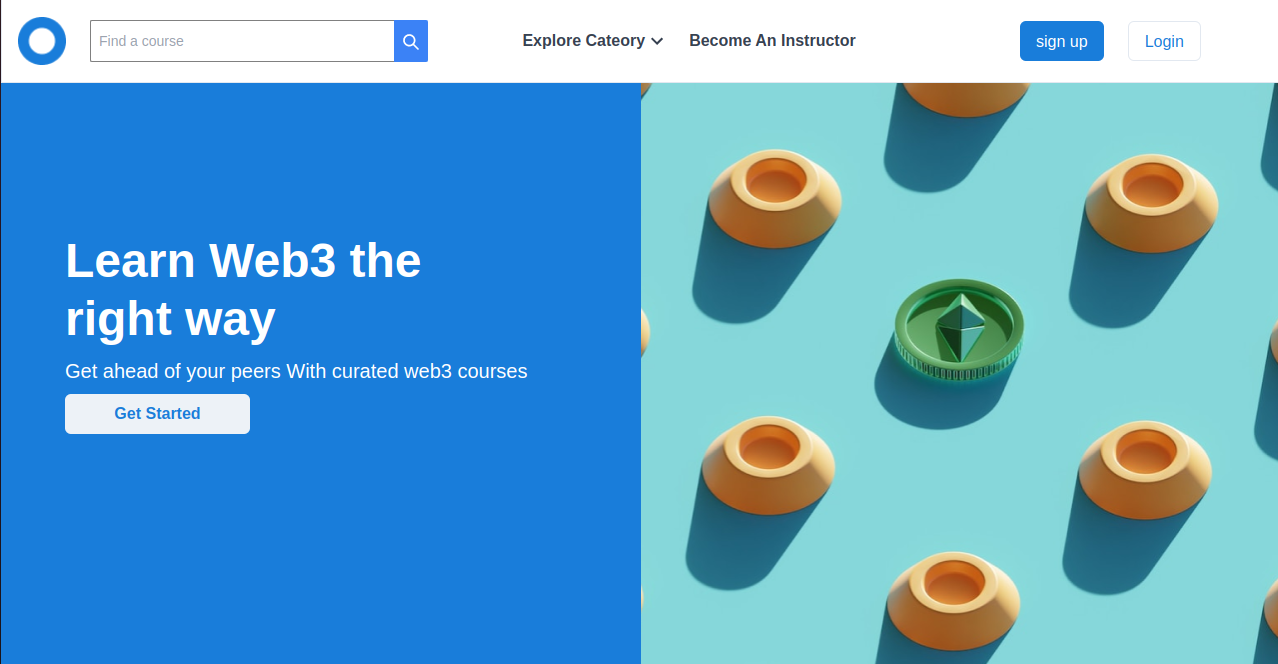 Find a course
Explore Cateory
Become An Instructor
sign up
Login
Learn Web3 the
right way
Get ahead of your peers With curated web3 courses
Get Started